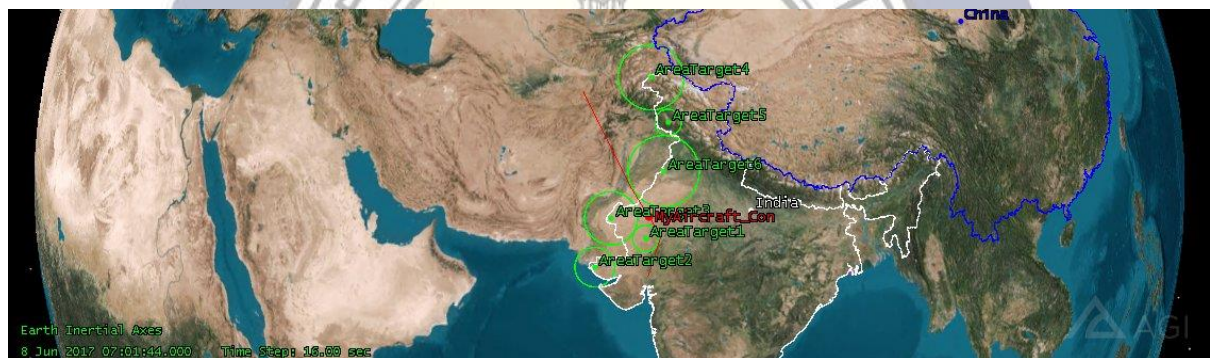 China
AreaTarget4
AreaTarget5
AreaTarget6
India
AreaTarget3
MyAircraft_Con
AreaTarget1
AreaTarget2
Earth Inertial Axes
8 Jun 2017 07:01:44.000 Time Step: 16.00 sec
AGI